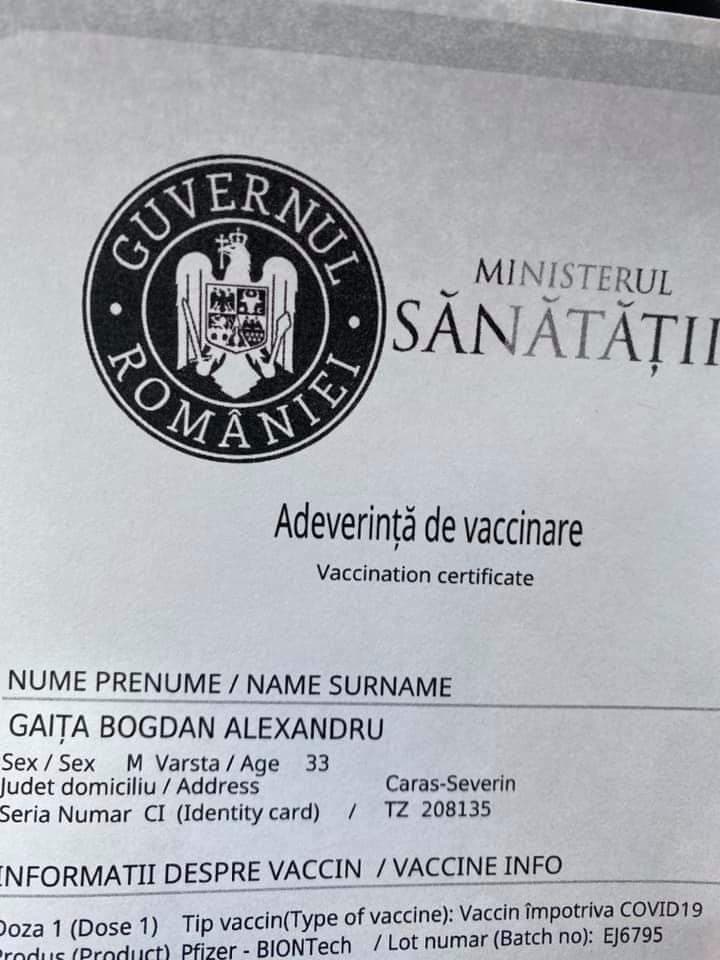 GUVERNUL
ROMÂNIEI
MINISTERUL
SĂNĂTĂȚII
Adeverință de vaccinare
Vaccination certificate
NUME PRENUME / NAME SURNAME
GAIȚA BOGDAN ALEXANDRU
Sex / Sex M Varsta / Age 33
Judet domiciliu / Address Caras-Severin
Seria Numar CI (Identity card) / TZ 208135
INFORMATII DESPRE VACCIN / VACCINE INFO
Doza 1 (Dose 1) Tip vaccin(Type of vaccine): Vaccin împotriva COVID19
Produs (Product) Pfizer - BIONTech / Lot numar (Batch no): EJ6795